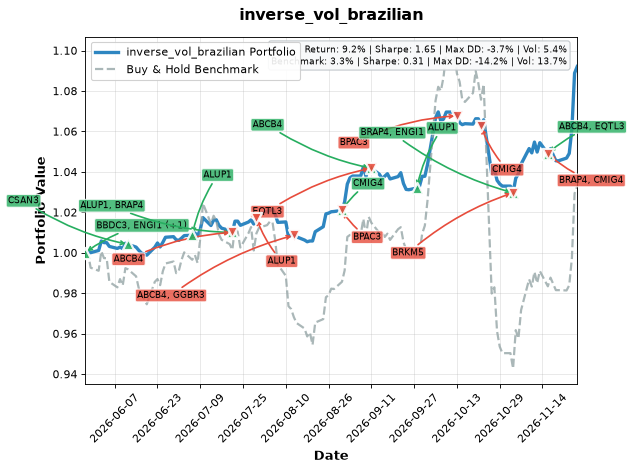 inverse_vol_brazilian
inverse_vol_brazilian Portfolio
Buy & Hold Benchmark
Return: 9.2% | Sharpe: 1.65 | Max DD: -3.7% | Vol: 5.4%
Benchmark: 3.3% | Sharpe: 0.31 | Max DD: -14.2% | Vol: 13.7%
Portfolio Value
1.10
1.08
1.06
1.04
1.02
1.00
0.98
0.96
0.94
ABCB4
BPAC3
BRAP4, ENGI1
ALUP1
ABCB4, EQTL3
CMIG4
BRAP4, CMIG4
ALUP1
CMIG4
CSAN3
ALUP1, BRAP4
EQTL3
BBDC3, ENGI1 (+1)
BPAC3
ABCB4
ALUP1
BRKM5
ABCB4, GGBR3
2026-06-07
2026-06-23
2026-07-09
2026-07-25
2026-08-10
2026-08-26
2026-09-11
2026-09-27
2026-10-13
2026-10-29
2026-11-14
Date